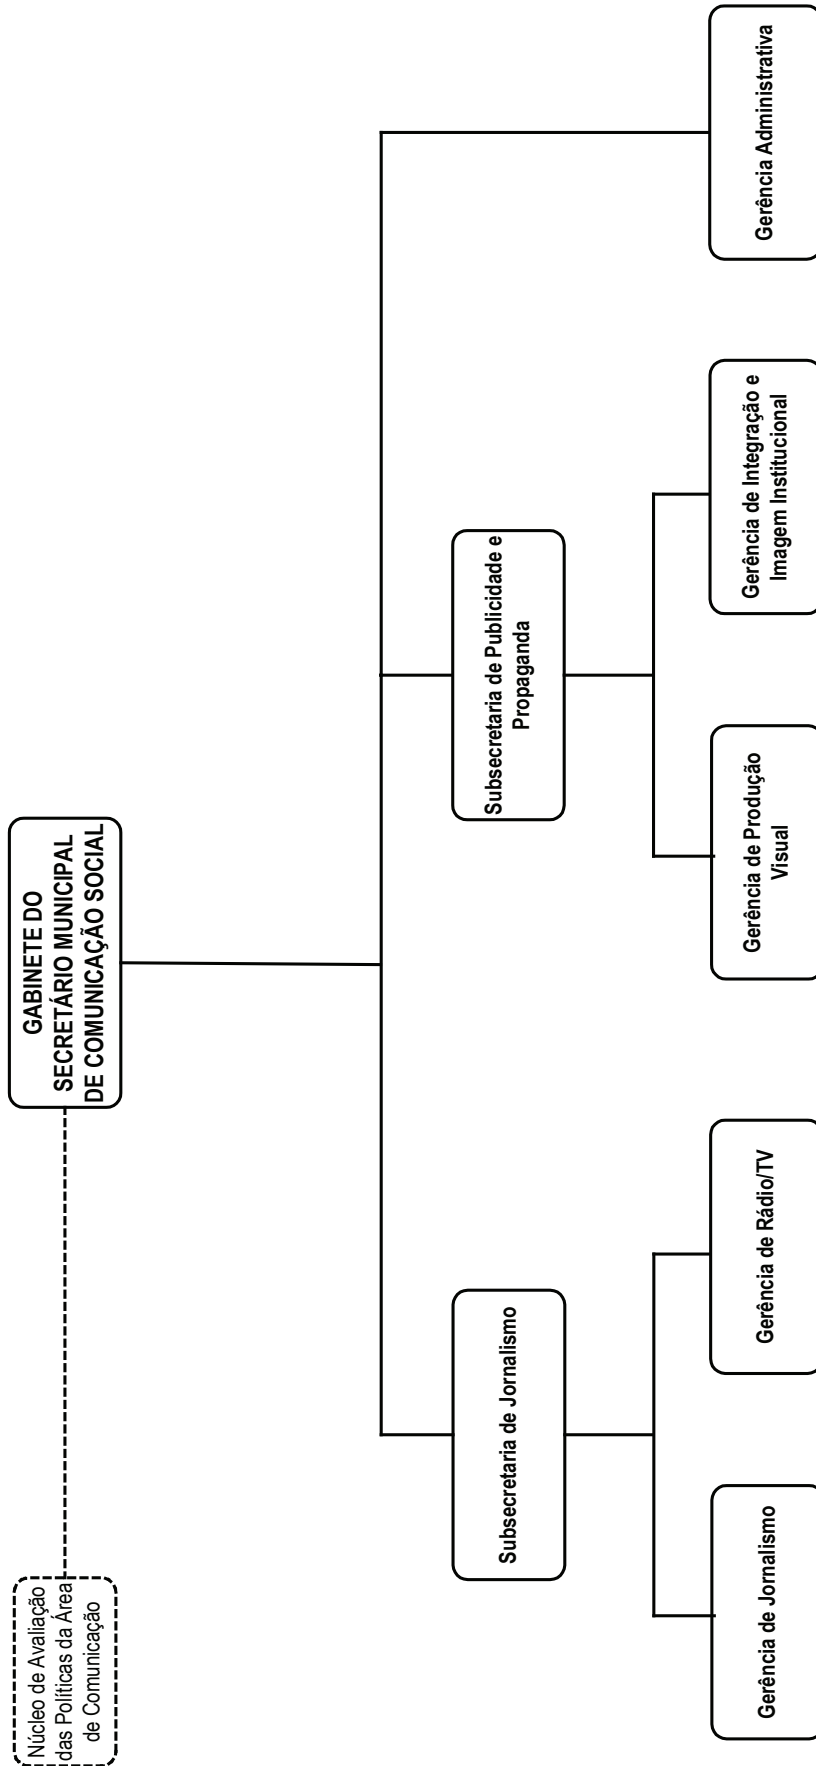 GABINETE DO
SECRETÁRIO MUNICIPAL
DE COMUNICAÇÃO SOCIAL
Núcleo de Avaliação
das Políticas da Área
de Comunicação
Subsecretaria de Jornalismo
Subsecretaria de Publicidade e
Propaganda
Gerência de Jornalismo
Gerência de Rádio/TV
Gerência de Produção
Visual
Gerência de Integração e
Imagem Institucional
Gerência Administrativa